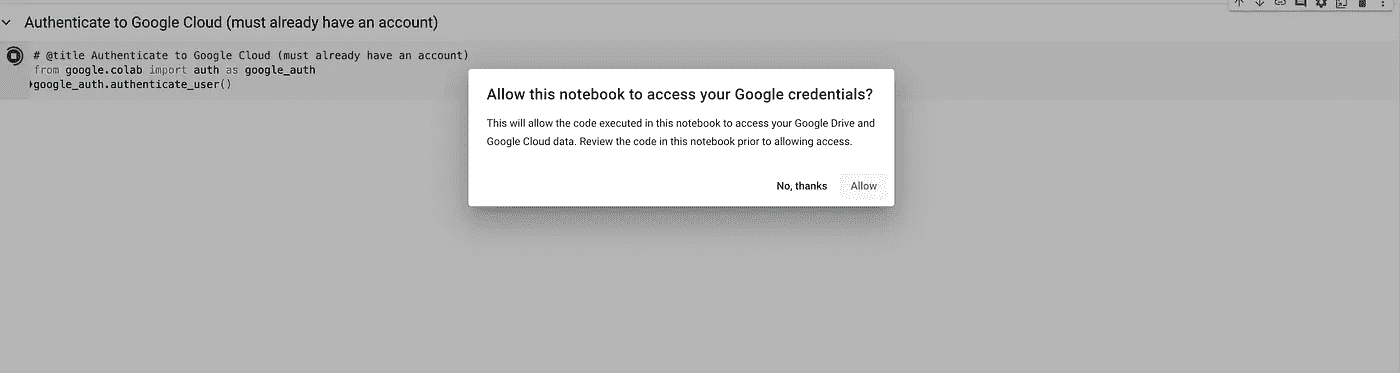 Authenticate to Google Cloud (must already have an account)
# @title Authenticate to Google Cloud (must already have an account)
from google.colab import auth as google_auth
google_auth.authenticate_user()
Allow this notebook to access your Google credentials?
This will allow the code executed in this notebook to access your Google Drive and
Google Cloud data. Review the code in this notebook prior to allowing access.
No, thanks Allow